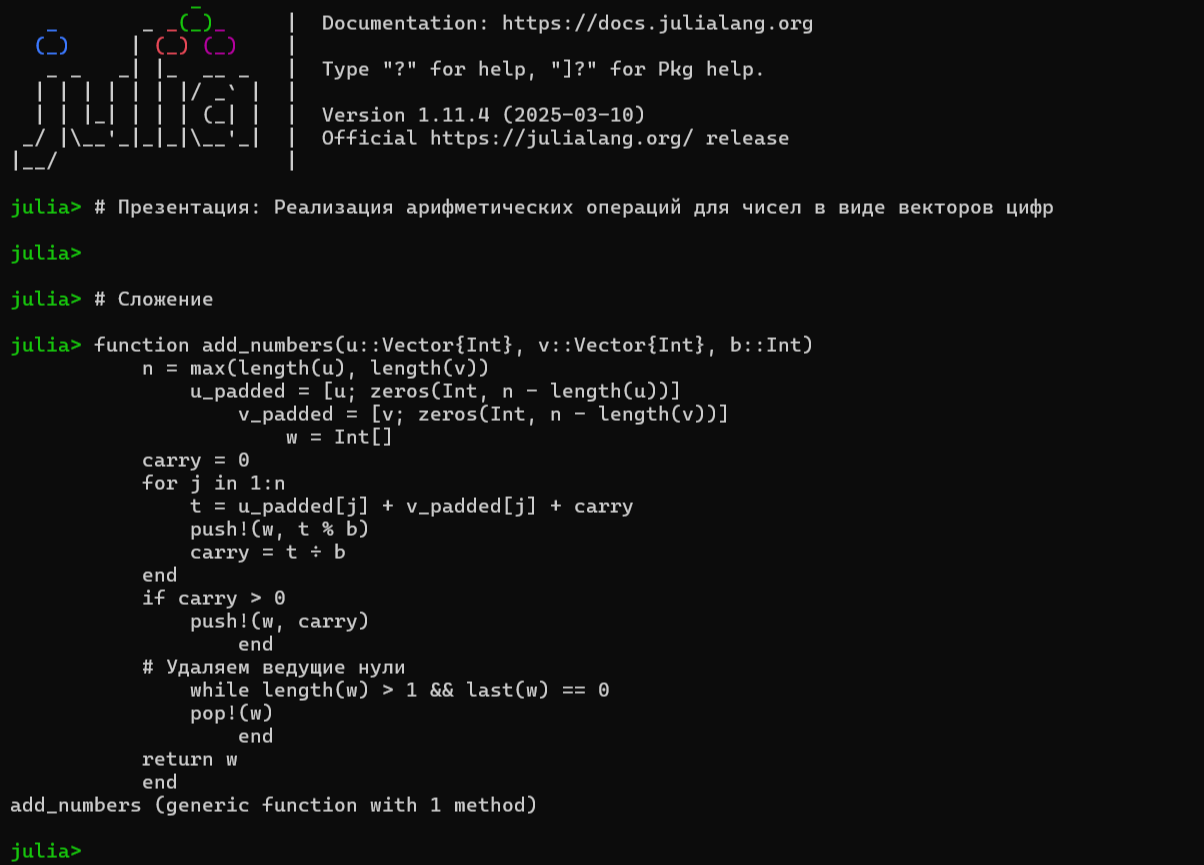 Documentation: https://docs.julialang.org
Type "?" for help, "]?" for Pkg help.
Version 1.11.4 (2025-03-10)
Official https://julialang.org/ release
julia> # Презентация: Реализация арифметических операций для чисел в виде векторов цифр
julia>
julia> # Сложение
julia> function add_numbers(u::Vector{Int}, v::Vector{Int}, b::Int)
n = max(length(u), length(v))
u_padded = [u; zeros(Int, n - length(u))]
v_padded = [v; zeros(Int, n - length(v))]
w = Int[]
carry = 0
for j in 1:n
t = u_padded[j] + v_padded[j] + carry
push!(w, t % b)
carry = t ÷ b
end
if carry > 0
push!(w, carry)
end
# Удаляем ведущие нули
while length(w) > 1 && last(w) == 0
pop!(w)
end
return w
end
add_numbers (generic function with 1 method)
julia>